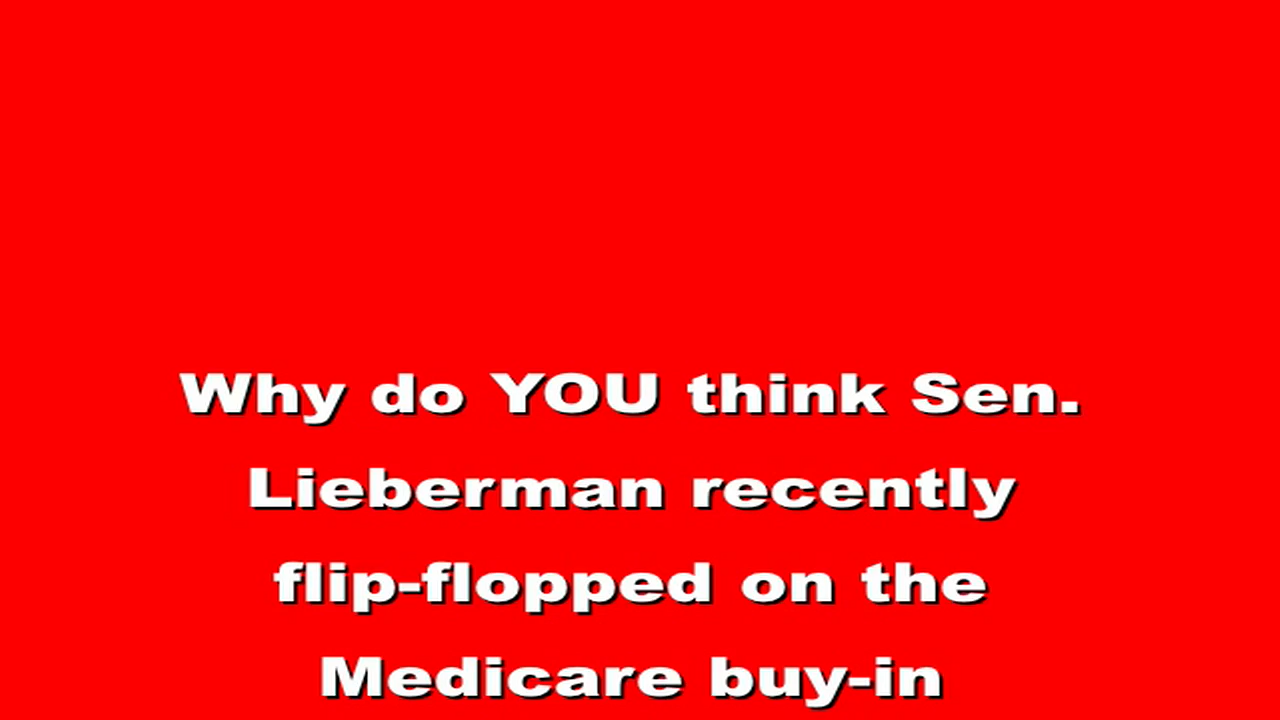 Why do YOU think Sen.
Lieberman recently
flip-flopped on the
Medicare buy-in